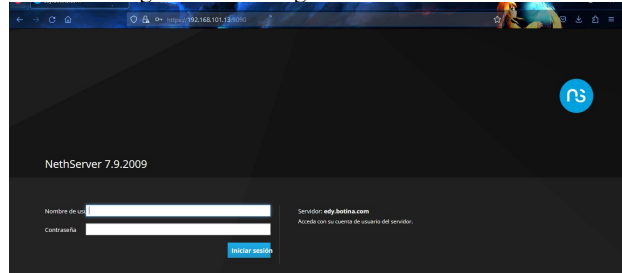 https://192.168.101.13:9090
NethServer 7.9.2009
Nombre de us
Contraseña
Iniciar sesión
Servidor: edy.botina.com
Acceda con su cuenta de usuario del servidor.